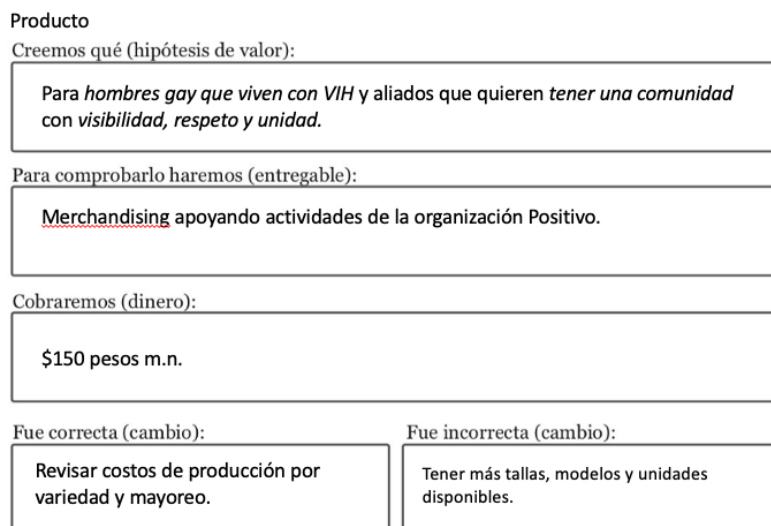 Producto
Creemos qué (hipótesis de valor):
Para hombres gay que viven con VIH y aliados que quieren tener una comunidad
con visibilidad, respeto y unidad.
Para comprobarlo haremos (entregable):
Merchandising apoyando actividades de la organización Positivo.
Cobraremos (dinero):
$150 pesos m.n.
Fue correcta (cambio):
Revisar costos de producción por
variedad y mayoreo.
Fue incorrecta (cambio):
Tener más tallas, modelos y unidades
disponibles.